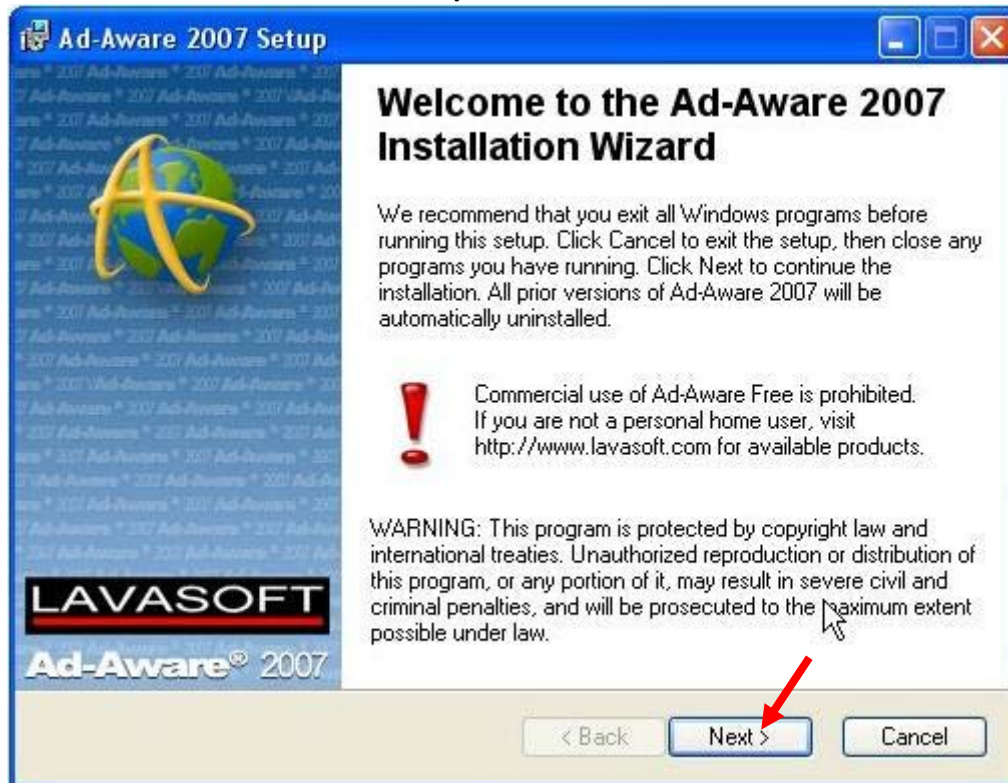 Ad-Aware 2007 Setup
Welcome to the Ad-Aware 2007
Installation Wizard
We recommend that you exit all Windows programs before
running this setup. Click Cancel to exit the setup, then close any
programs you have running. Click Next to continue the
installation. All prior versions of Ad-Aware 2007 will be
automatically uninstalled.
Commercial use of Ad-Aware Free is prohibited.
If you are not a personal home user, visit
http://www.lavasoft.com for available products.
WARNING: This program is protected by copyright law and
international treaties. Unauthorized reproduction or distribution of
this program, or any portion of it, may result in severe civil and
criminal penalties, and will be prosecuted to the maximum extent
possible under law.
LAVASOFT
Ad-Aware® 2007
< Back
Next >
Cancel